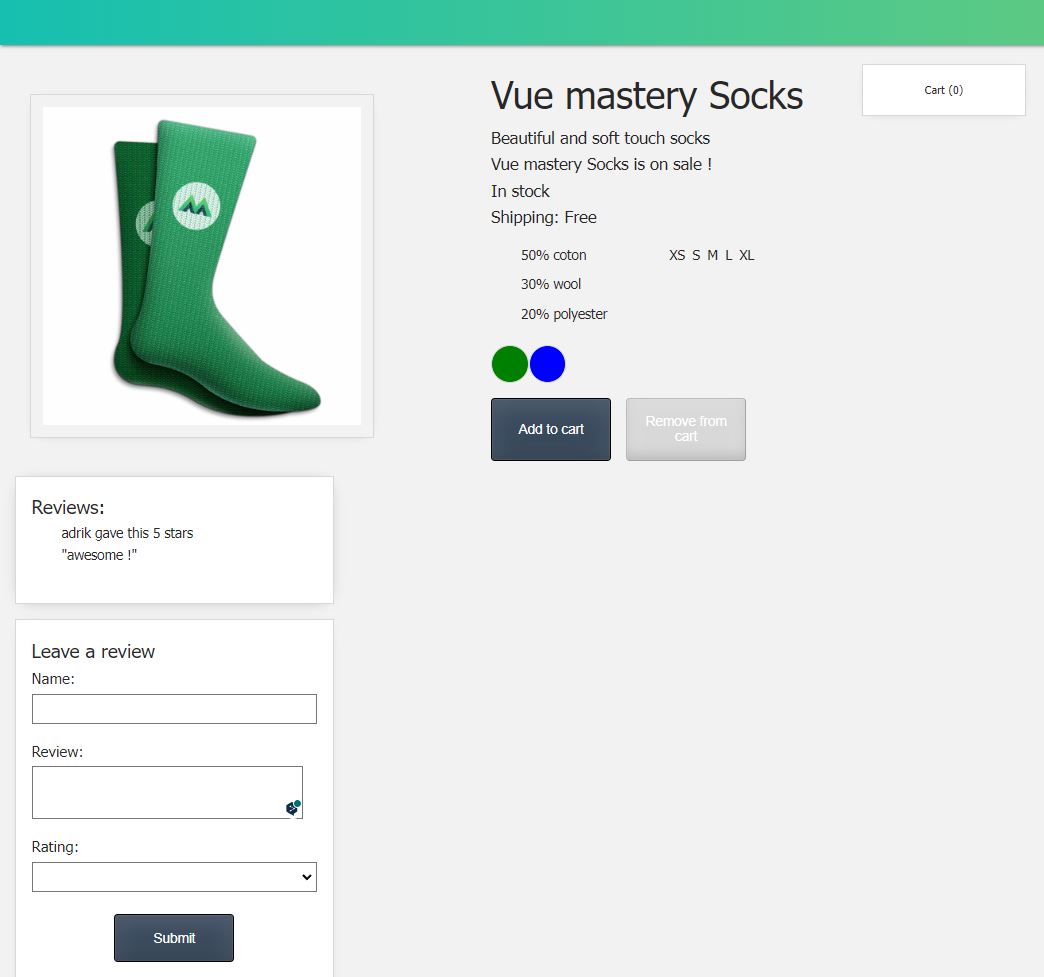 Cart (0)
Vue mastery Socks
Beautiful and soft touch socks
Vue mastery Socks is on sale !
In stock
Shipping: Free
50% coton
30% wool
20% polyester
XS S M L XL
Add to cart
Remove from
cart
Reviews:
adrik gave this 5 stars
"awesome !"
Leave a review
Name:
Review:
Rating:
Submit